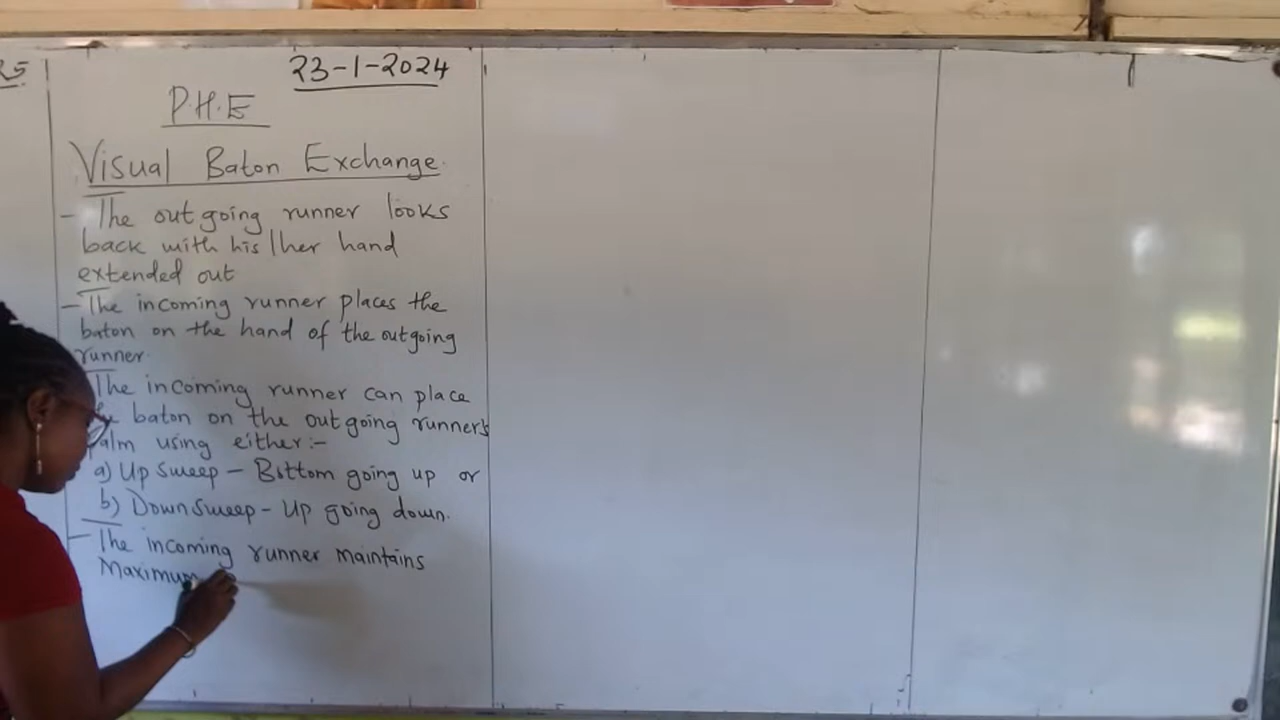 23-1-2024
P.H.E
Visual Baton Exchange.
- The outgoing runner looks
back with his/her hand
extended out
- The incoming runner places the
baton on the hand of the outgoing
runner.
The incoming runner can place
baton on the outgoing runner's
palm using either:-
a) Up Sweep - Bottom going up or
b) Down Sweep - Up going down.
- The incoming runner maintains
Maximum